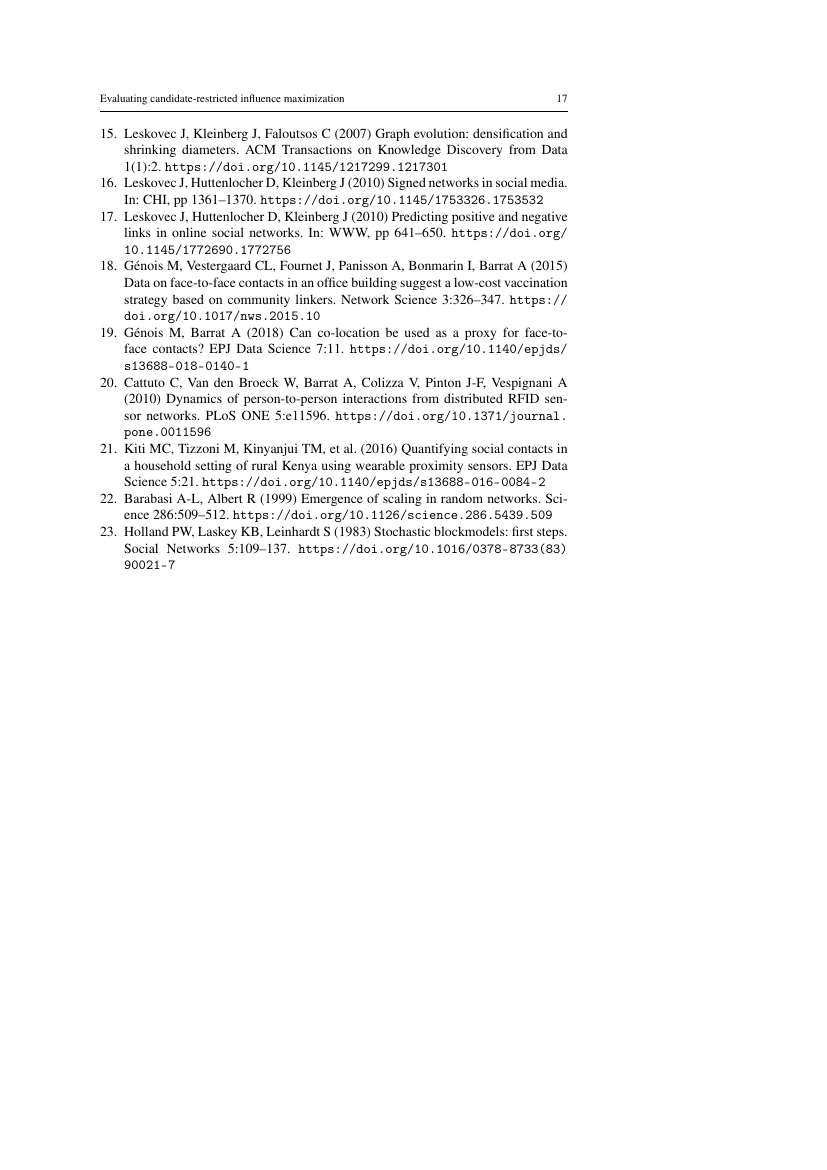 Evaluating candidate-restricted influence maximization 17
15. Leskovec J, Kleinberg J, Faloutsos C (2007) Graph evolution: densification and
shrinking diameters. ACM Transactions on Knowledge Discovery from Data
1(1):2. https://doi.org/10.1145/1217299.1217301
16. Leskovec J, Huttenlocher D, Kleinberg J (2010) Signed networks in social media.
In: CHI, pp 1361–1370. https://doi.org/10.1145/1753326.1753532
17. Leskovec J, Huttenlocher D, Kleinberg J (2010) Predicting positive and negative
links in online social networks. In: WWW, pp 641–650. https://doi.org/
10.1145/1772690.1772756
18. Génois M, Vestergaard CL, Fournet J, Panisson A, Bonmarin I, Barrat A (2015)
Data on face-to-face contacts in an office building suggest a low-cost vaccination
strategy based on community linkers. Network Science 3:326–347. https://
doi.org/10.1017/nws.2015.10
19. Génois M, Barrat A (2018) Can co-location be used as a proxy for face-to-
face contacts? EPJ Data Science 7:11. https://doi.org/10.1140/epjds/
s13688-018-0140-1
20. Cattuto C, Van den Broeck W, Barrat A, Colizza V, Pinton J-F, Vespignani A
(2010) Dynamics of person-to-person interactions from distributed RFID sen-
sor networks. PLoS ONE 5:e11596. https://doi.org/10.1371/journal.
pone.0011596
21. Kiti MC, Tizzoni M, Kinyanjui TM, et al. (2016) Quantifying social contacts in
a household setting of rural Kenya using wearable proximity sensors. EPJ Data
Science 5:21. https://doi.org/10.1140/epjds/s13688-016-0084-2
22. Barabasi A-L, Albert R (1999) Emergence of scaling in random networks. Sci-
ence 286:509–512. https://doi.org/10.1126/science.286.5439.509
23. Holland PW, Laskey KB, Leinhardt S (1983) Stochastic blockmodels: first steps.
Social Networks 5:109–137. https://doi.org/10.1016/0378-8733(83)
90021-7